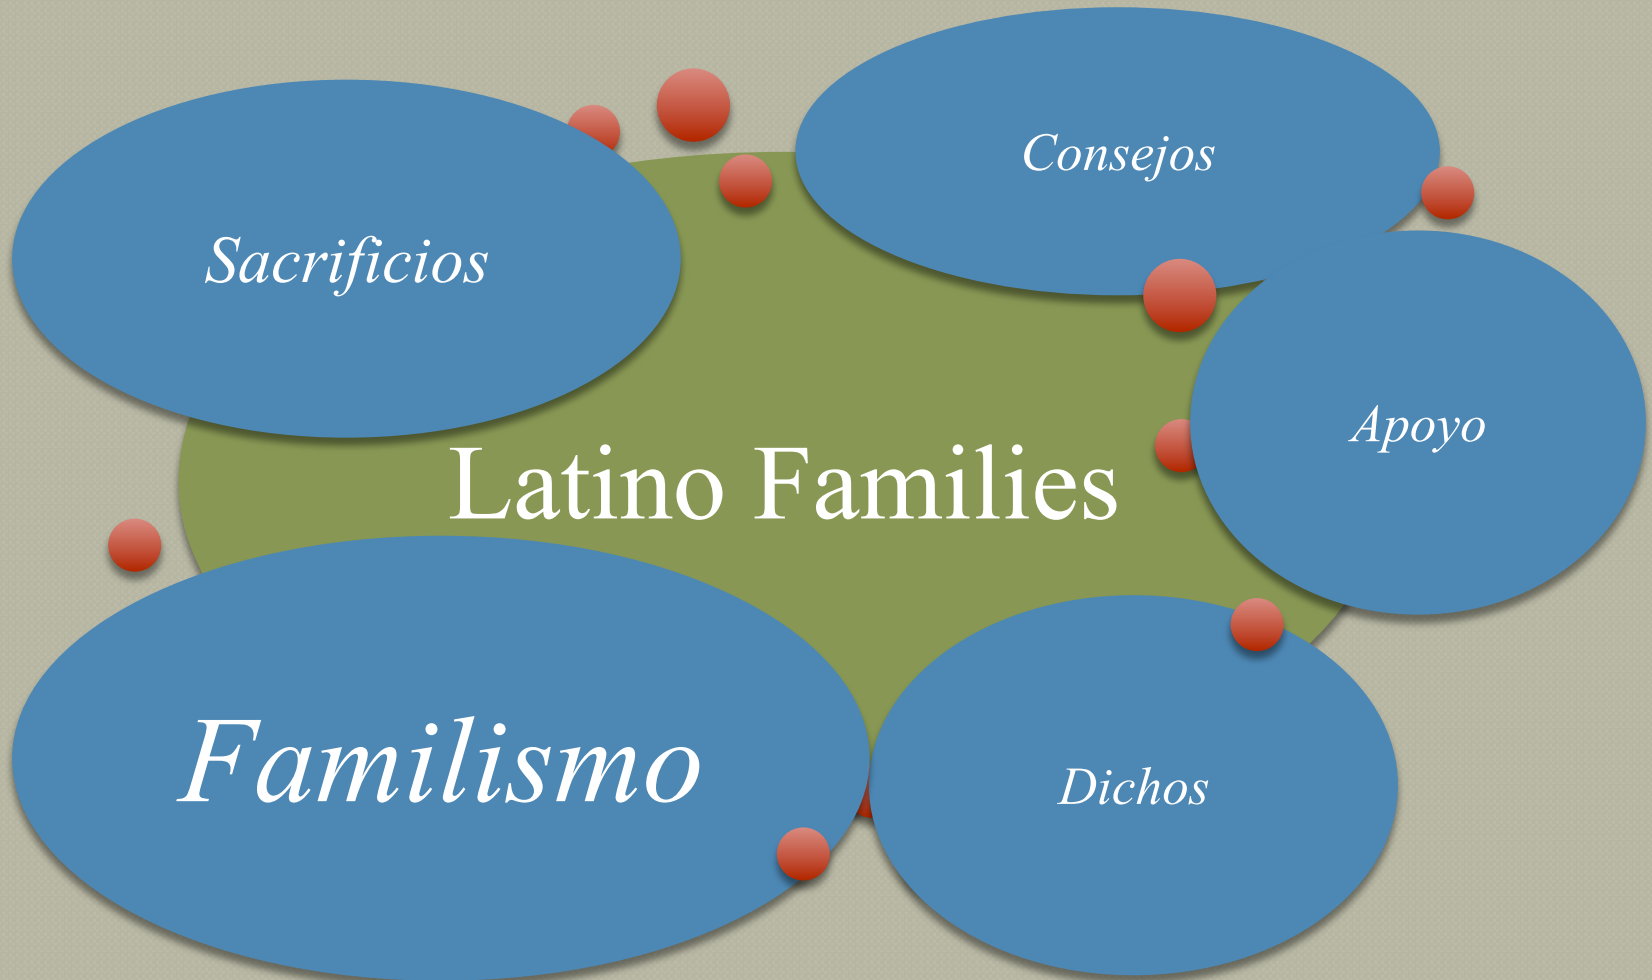 Consejos
Sacrificios
Apoyo
Latino Families
Familismo
Dichos